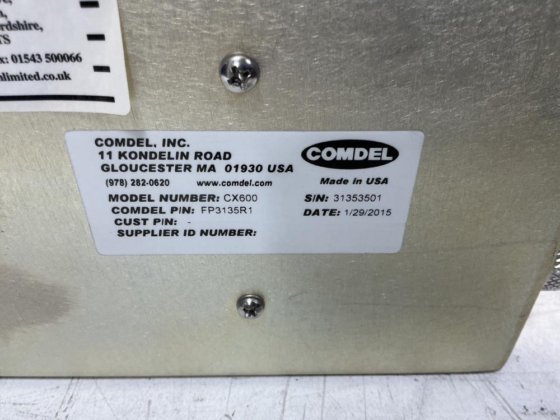 rdshire,
TS
x: 01543 500066
nlimited.co.uk
COMDEL, INC.
11 KONDELIN ROAD
GLOUCESTER MA 01930 USA
(978) 282-0620 www.comdel.com
COMDEL
Made in USA
MODEL NUMBER: CX600
COMDEL P/N: FP3135R1
CUST P/N: -
SUPPLIER ID NUMBER:
S/N: 31353501
DATE: 1/29/2015